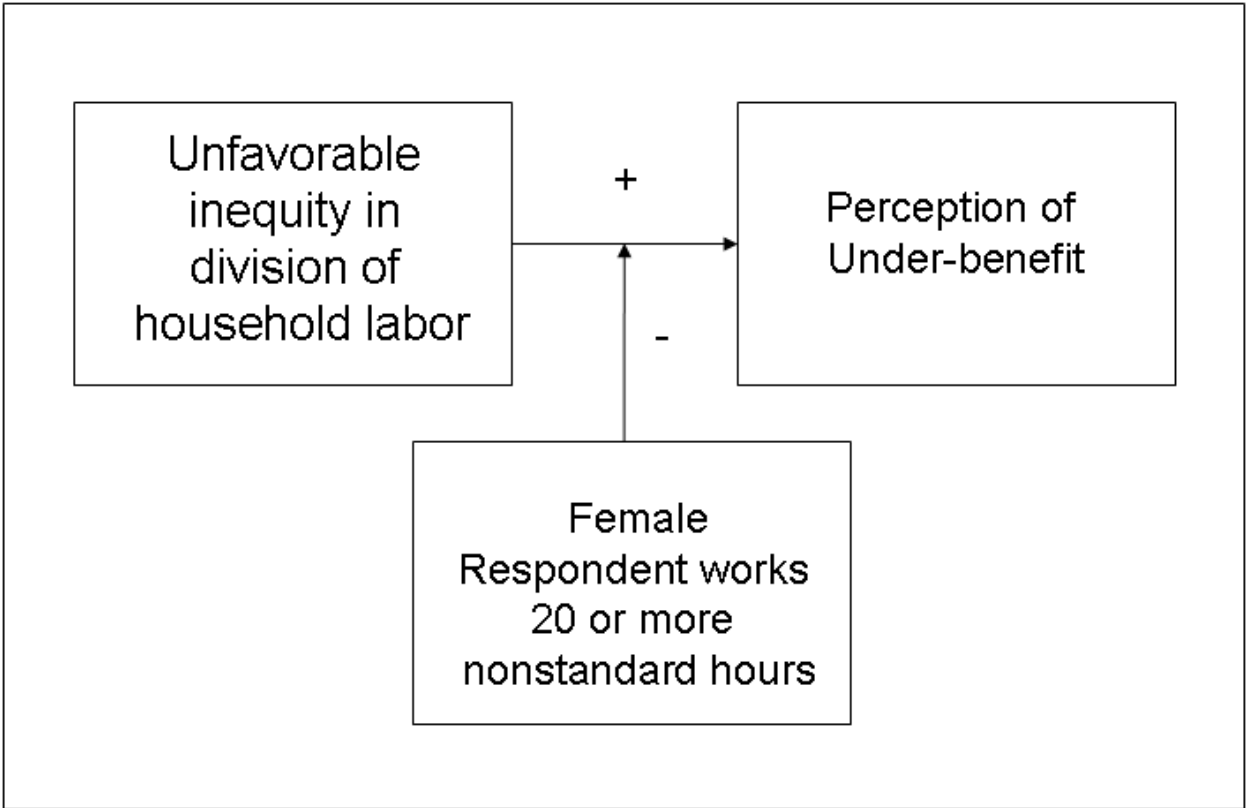 Unfavorable
inequity in
division of
household labor
+
Perception of
Under-benefit
-
Female
Respondent works
20 or more
nonstandard hours